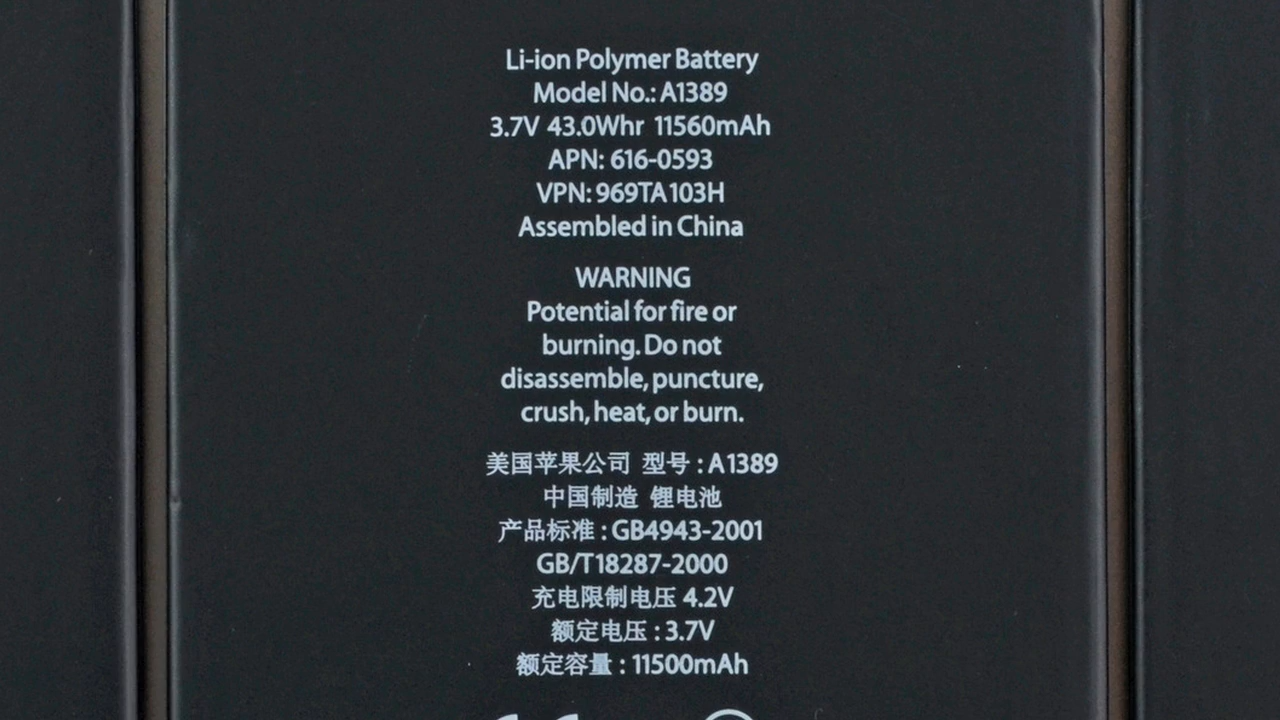 Li-ion Polymer Battery
Model No.: A1389
3.7V 43.0Whr 11560mAh
APN: 616-0593
VPN: 969TA103H
Assembled in China
WARNING
Potential for fire or
burning. Do not
disassemble, puncture,
crush, heat, or burn.
美国苹果公司 型号 : A1389
中国制造 锂电池
产品标准 : GB4943-2001
GB/T18287-2000
充电限制电压 4.2V
额定电压 : 3.7V
额定容量 : 11500mAh